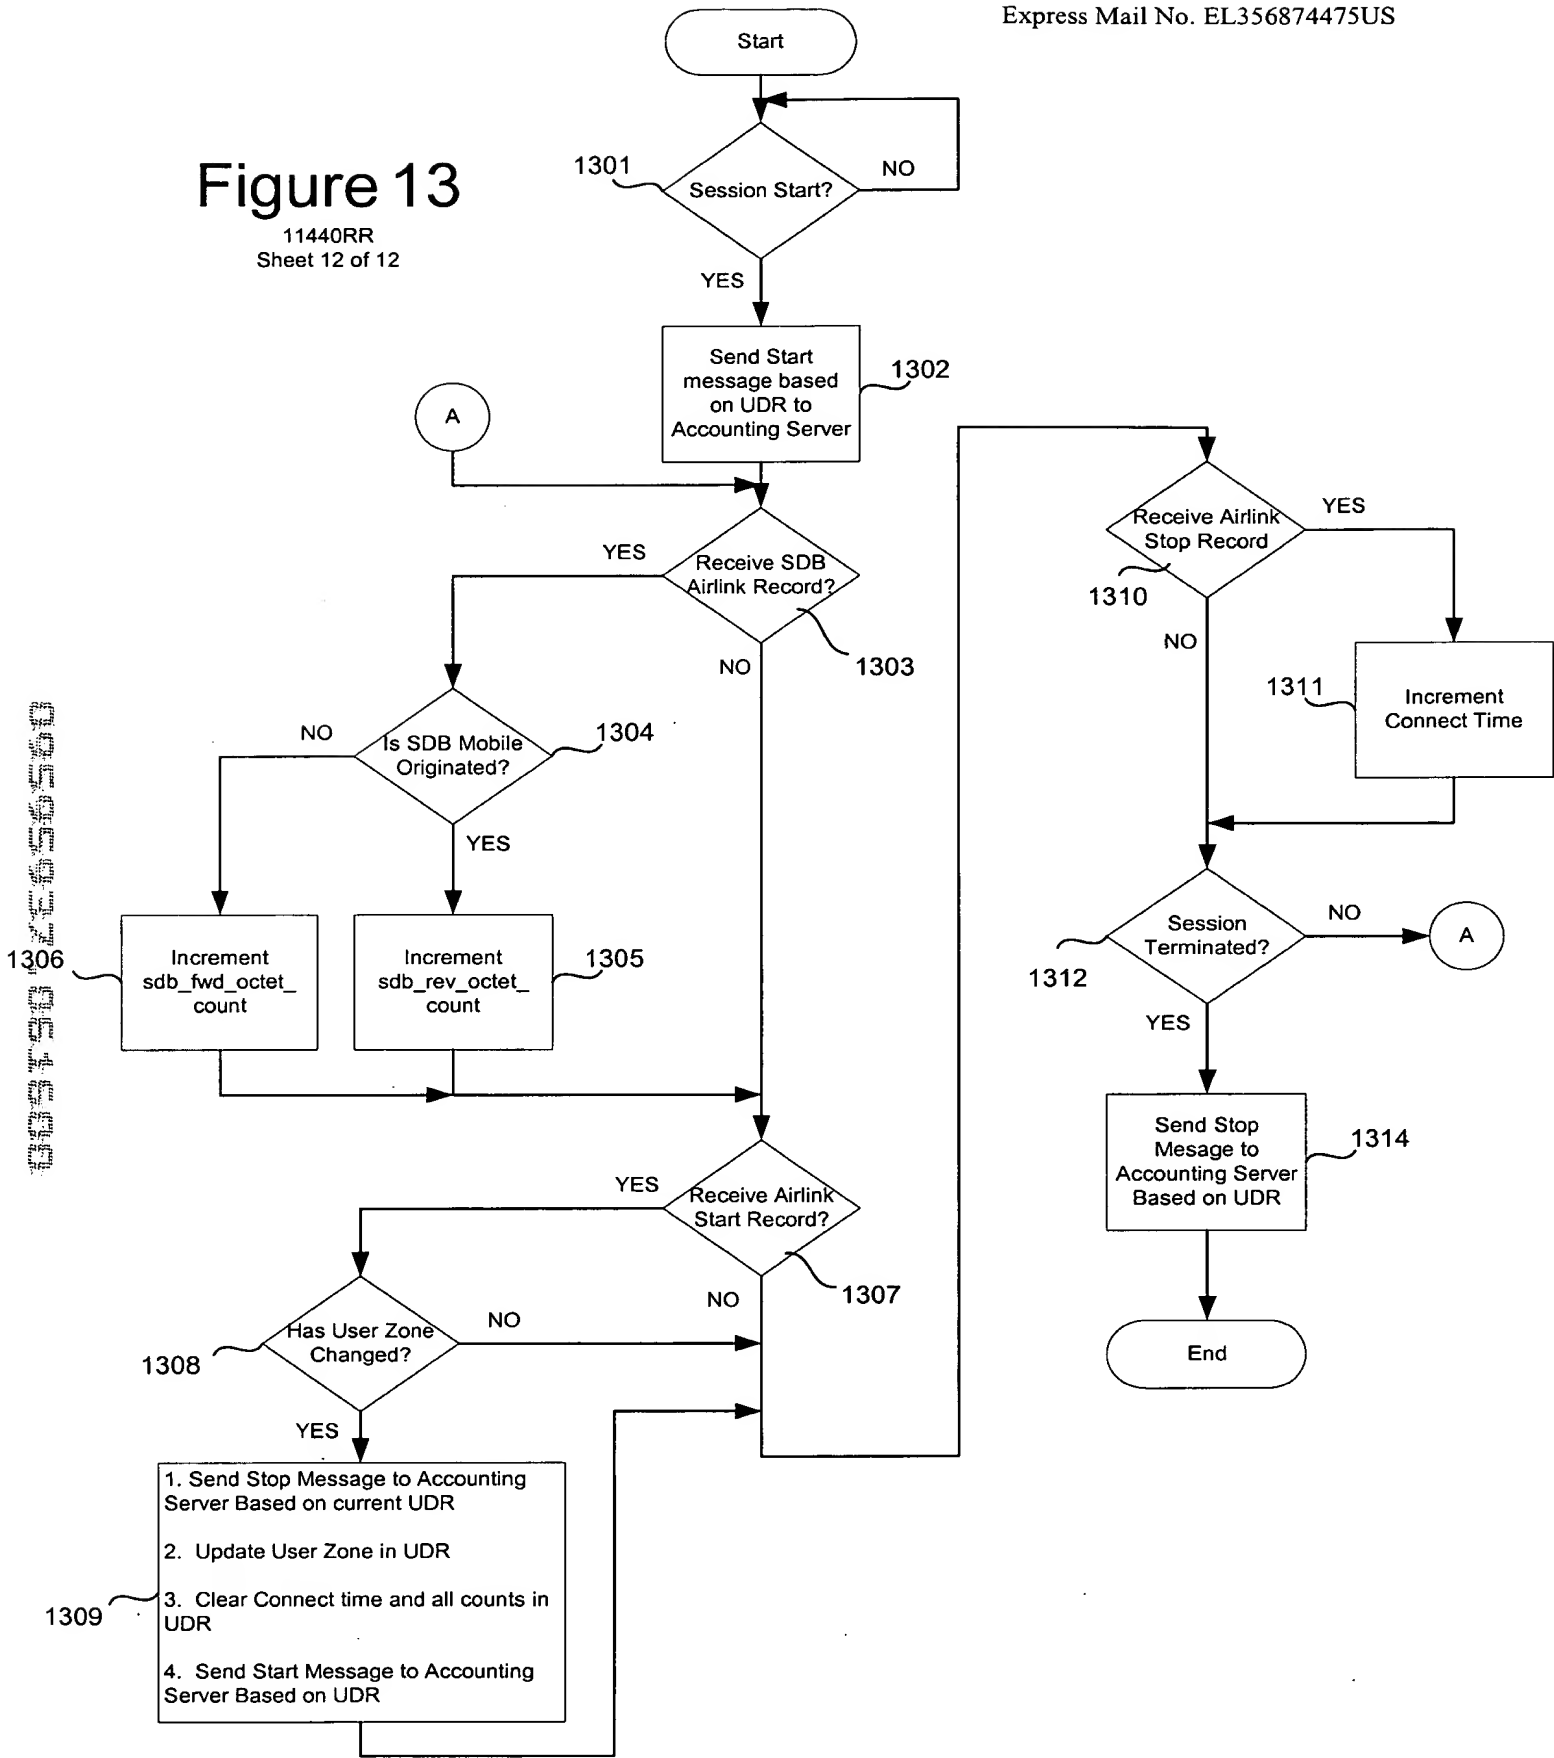 Express Mail No. EL356874475US
Start
Figure 13
11440RR
Sheet 12 of 12
1301
Session Start?
NO
YES
Send Start
message based
on UDR to
Accounting Server
1302
A
YES
Receive SDB
Airlink Record?
1303
NO
NO
Is SDB Mobile
Originated?
1304
YES
1306
Increment
sdb_fwd_octet_
count
Increment
sdb_rev_octet_
count
1305
YES
Receive Airlink
Start Record?
1307
NO
Has User Zone
Changed?
NO
1308
YES
1. Send Stop Message to Accounting
Server Based on current UDR
2. Update User Zone in UDR
3. Clear Connect time and all counts in
UDR
4. Send Start Message to Accounting
Server Based on UDR
1309
Receive Airlink
Stop Record
YES
1310
NO
1311
Increment
Connect Time
Session
Terminated?
NO
A
1312
YES
Send Stop
Mesage to
Accounting Server
Based on UDR
1314
End